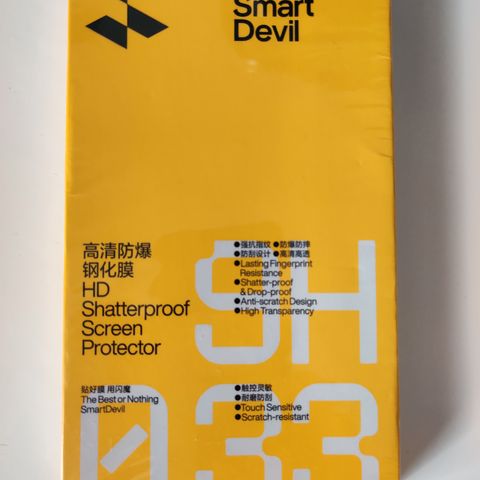 Smart
Devil
高清防爆
钢化膜
HD
Shatterproof
Screen
Protector
●强抗指纹 ●防爆防摔
●防刮设计 ●高清高透
●Lasting Fingerprint
Resistance
●Shatter-proof
& Drop-proof
●Anti-scratch Design
●High Transparency
SH
033
贴好膜 用闪魔
The Best or Nothing
SmartDevil
●触控灵敏
●耐磨防刮
●Touch Sensitive
●Scratch-resistant